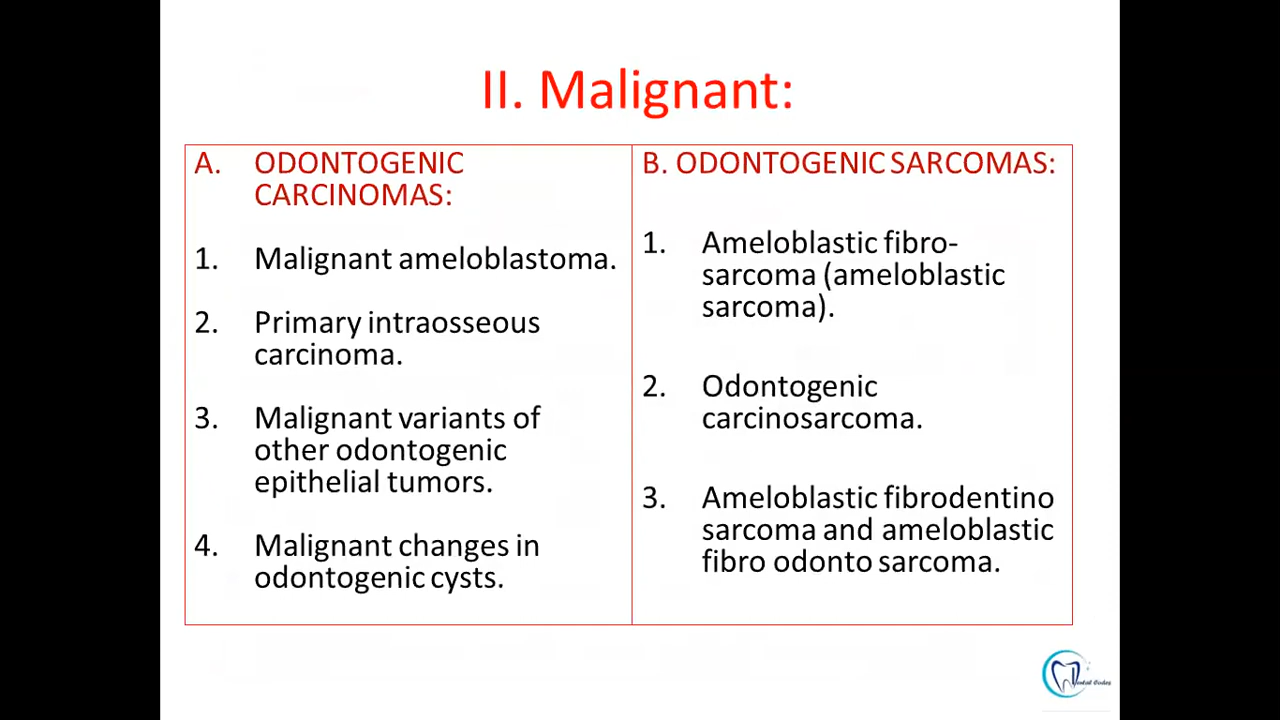 II. Malignant:
A. ODONTOGENIC
CARCINOMAS:
1. Malignant ameloblastoma.
2. Primary intraosseous
carcinoma.
3. Malignant variants of
other odontogenic
epithelial tumors.
4. Malignant changes in
odontogenic cysts.
B. ODONTOGENIC SARCOMAS:
1. Ameloblastic fibro-
sarcoma (ameloblastic
sarcoma).
2. Odontogenic
carcinosarcoma.
3. Ameloblastic fibrodentino
sarcoma and ameloblastic
fibro odonto sarcoma.